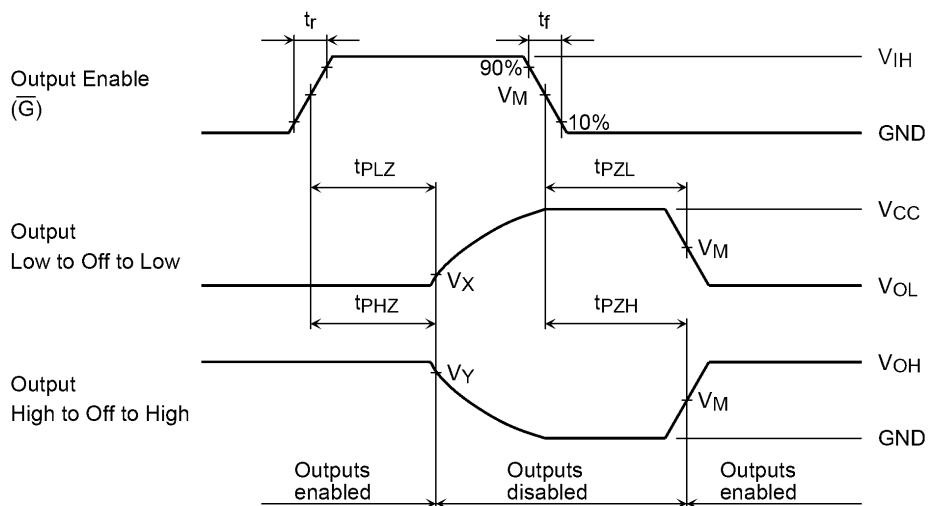 tr
tf
Output Enable
(G̅)
90%
VM
10%
VIH
GND
tPLZ
tPZL
Output
Low to Off to Low
VCC
VM
VX
VOL
tPHZ
tPZH
Output
High to Off to High
VY
VOH
VM
GND
Outputs
enabled
Outputs
disabled
Outputs
enabled